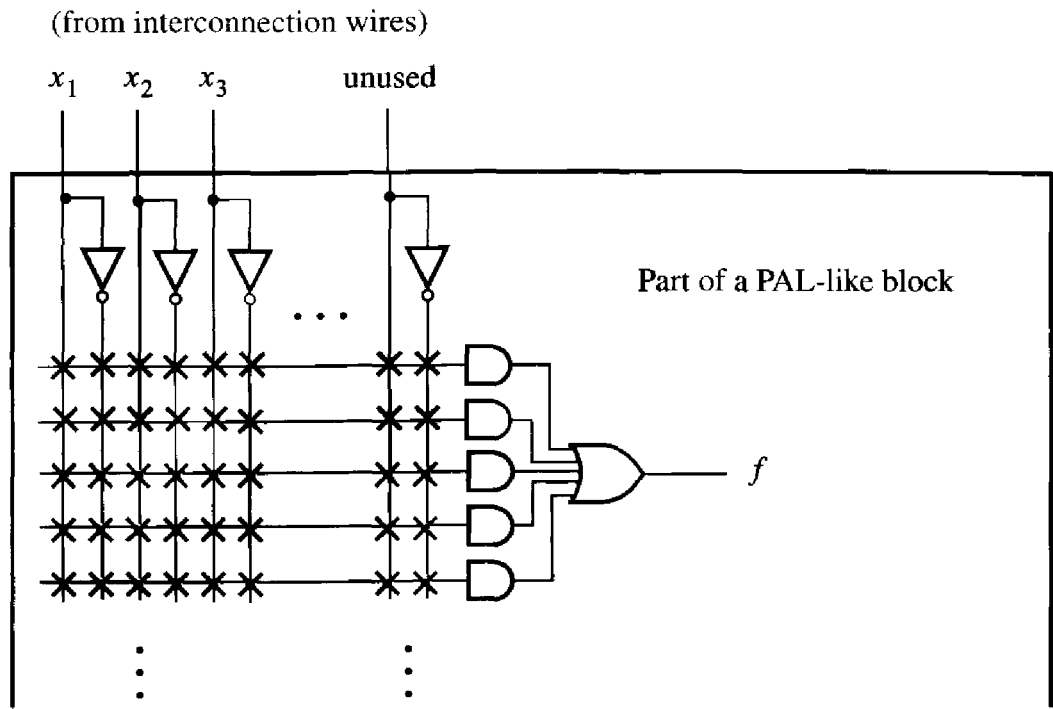 (from interconnection wires)
x₁ x₂ x₃ unused
Part of a PAL-like block
f